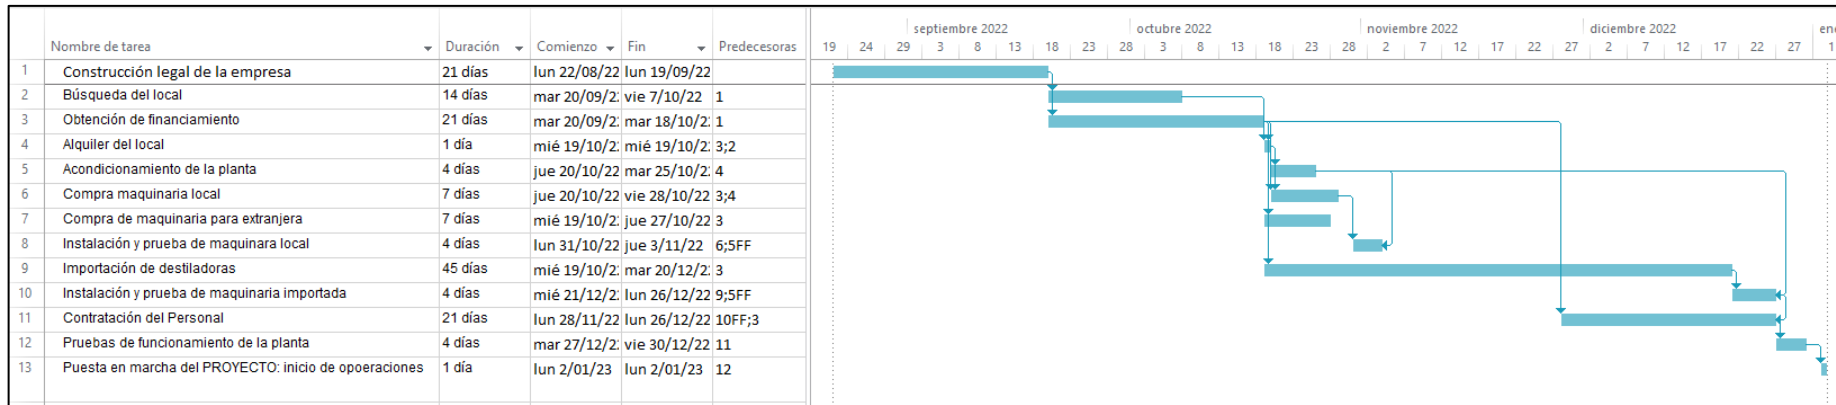 septiembre 2022 octubre 2022 noviembre 2022 diciembre 2022 ene
Nombre de tarea Duración Comienzo Fin Predecesoras 19 24 29 3 8 13 18 23 28 3 8 13 18 23 28 2 7 12 17 22 27 2 7 12 17 22 27 1
1 Construcción legal de la empresa 21 días lun 22/08/22 lun 19/09/22
2 Búsqueda del local 14 días mar 20/09/2 vie 7/10/22 1
3 Obtención de financiamiento 21 días mar 20/09/2 mar 18/10/2 1
4 Alquiler del local 1 día mié 19/10/2 mié 19/10/2 3;2
5 Acondicionamiento de la planta 4 días jue 20/10/22 mar 25/10/2 4
6 Compra maquinaria local 7 días jue 20/10/22 vie 28/10/22 3;4
7 Compra de maquinaria para extranjera 7 días mié 19/10/2 jue 27/10/22 3
8 Instalación y prueba de maquinara local 4 días lun 31/10/22 jue 3/11/22 6;5FF
9 Importación de destiladoras 45 días mié 19/10/2 mar 20/12/2 3
10 Instalación y prueba de maquinaria importada 4 días mié 21/12/2 lun 26/12/22 9;5FF
11 Contratación del Personal 21 días lun 28/11/22 lun 26/12/22 10FF;3
12 Pruebas de funcionamiento de la planta 4 días mar 27/12/2 vie 30/12/22 11
13 Puesta en marcha del PROYECTO: inicio de opoeraciones 1 día lun 2/01/23 lun 2/01/23 12